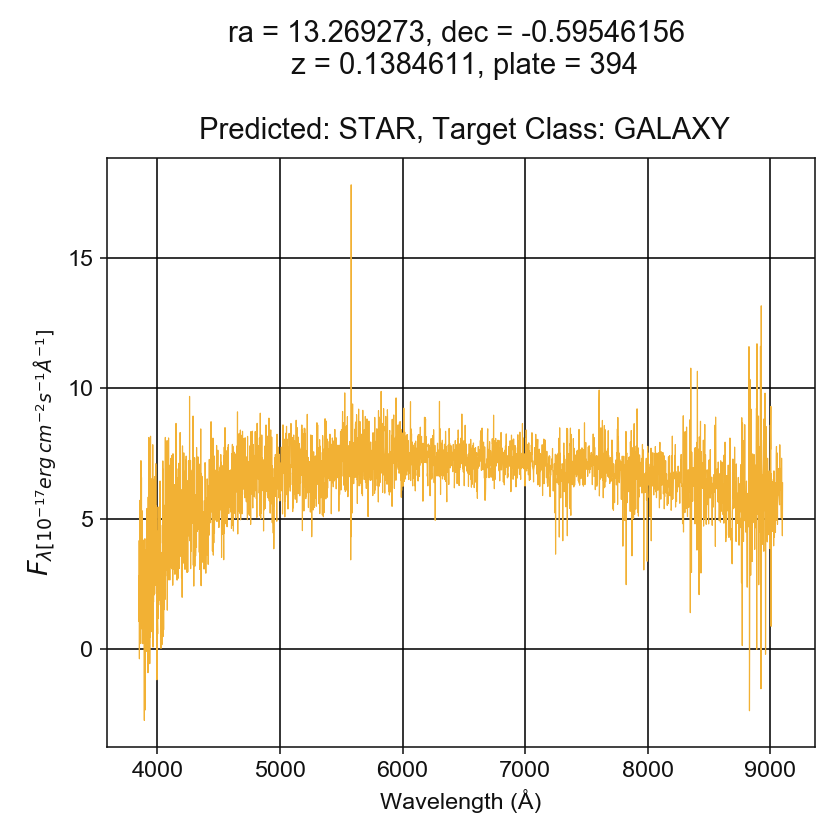 ra = 13.269273, dec = -0.59546156
z = 0.1384611, plate = 394
Predicted: STAR, Target Class: GALAXY
15
10
5
0
F_{λ[10^{-17} erg cm^{-2} s^{-1} Å^{-1}]}
4000 5000 6000 7000 8000 9000
Wavelength (Å)